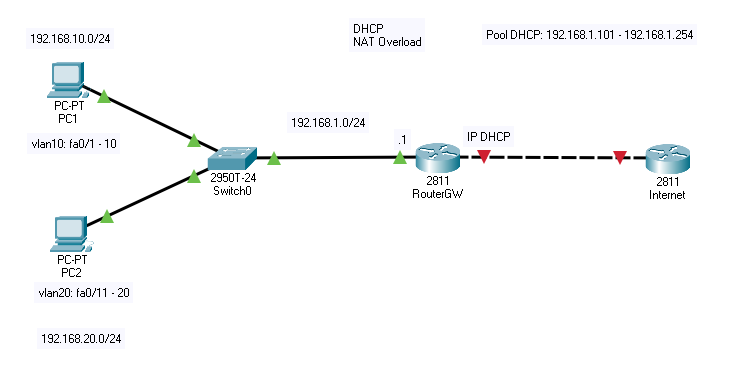 DHCP
NAT Overload
Pool DHCP: 192.168.1.101 - 192.168.1.254
192.168.10.0/24
PC-PT
PC1
vlan10: fa0/1 - 10
192.168.1.0/24
.1
IP DHCP
2950T-24
Switch0
2811
RouterGW
2811
Internet
PC-PT
PC2
vlan20: fa0/11 - 20
192.168.20.0/24